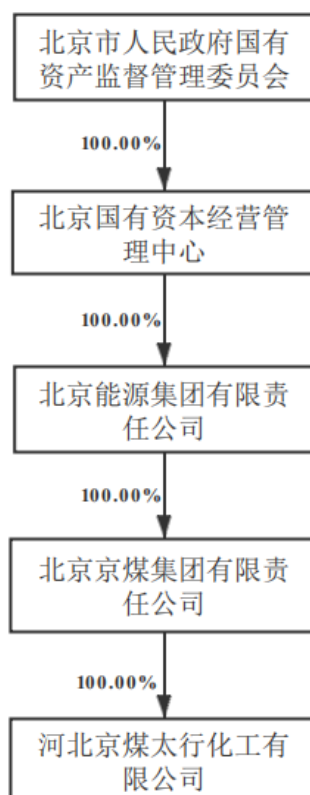 北京市人民政府国有
资产监督管理委员会
100.00%
北京国有资本经营管
理中心
100.00%
北京能源集团有限责
任公司
100.00%
北京京煤集团有限责
任公司
100.00%
河北京煤太行化工有
限公司